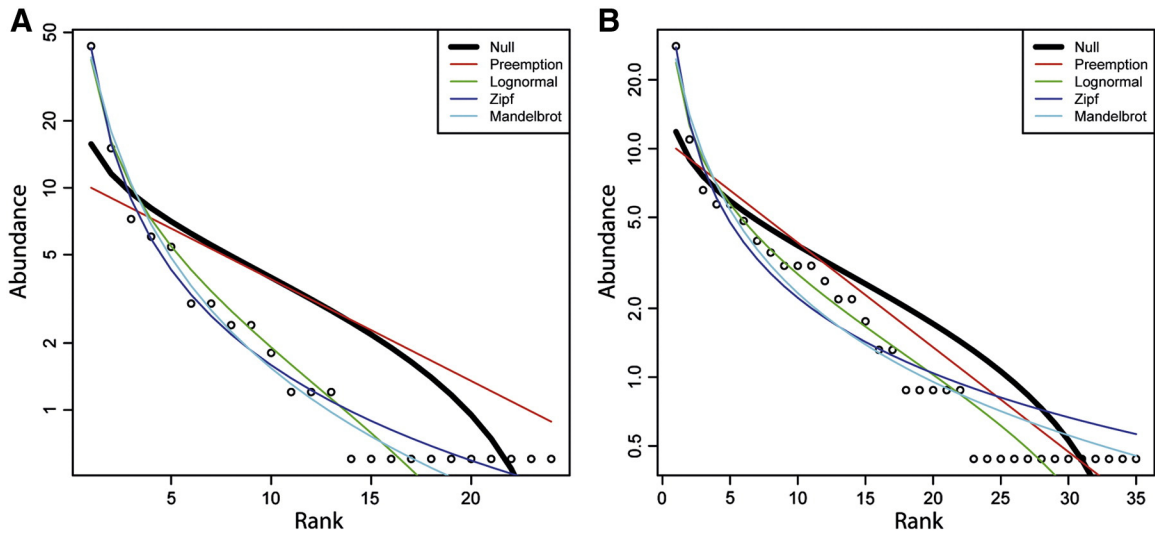 A
B
Null
Preemption
Lognormal
Zipf
Mandelbrot
Null
Preemption
Lognormal
Zipf
Mandelbrot
Abundance
50
20
10
5
2
1
5
10
15
20
Rank
Abundance
20.0
10.0
5.0
2.0
1.0
0.5
0
5
10
15
20
25
30
35
Rank